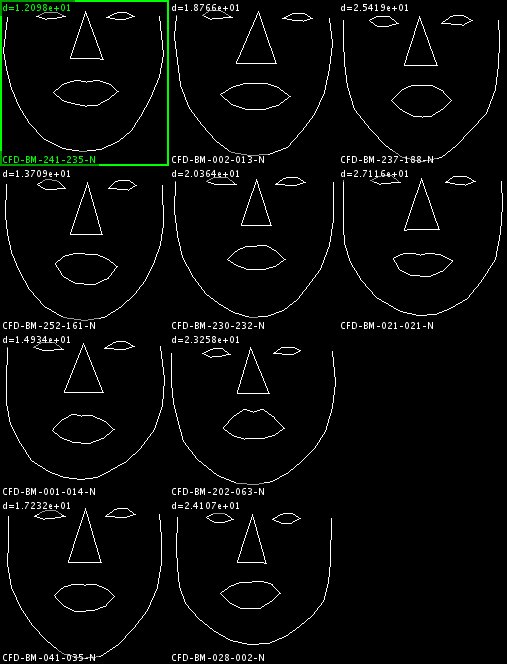 d=1.2098e+01
d=1.8766e+01
d=2.5419e+01
CFD-BM-241-235-N
CFD-BM-002-013-N
CFD-BM-237-188-N
d=1.3709e+01
d=2.0364e+01
d=2.7116e+01
CFD-BM-252-161-N
CFD-BM-230-232-N
CFD-BM-021-021-N
d=1.4934e+01
d=2.3258e+01
CFD-BM-001-014-N
CFD-BM-202-063-N
d=1.7232e+01
d=2.4107e+01
CFD-BM-041-035-N
CFD-BM-028-002-N